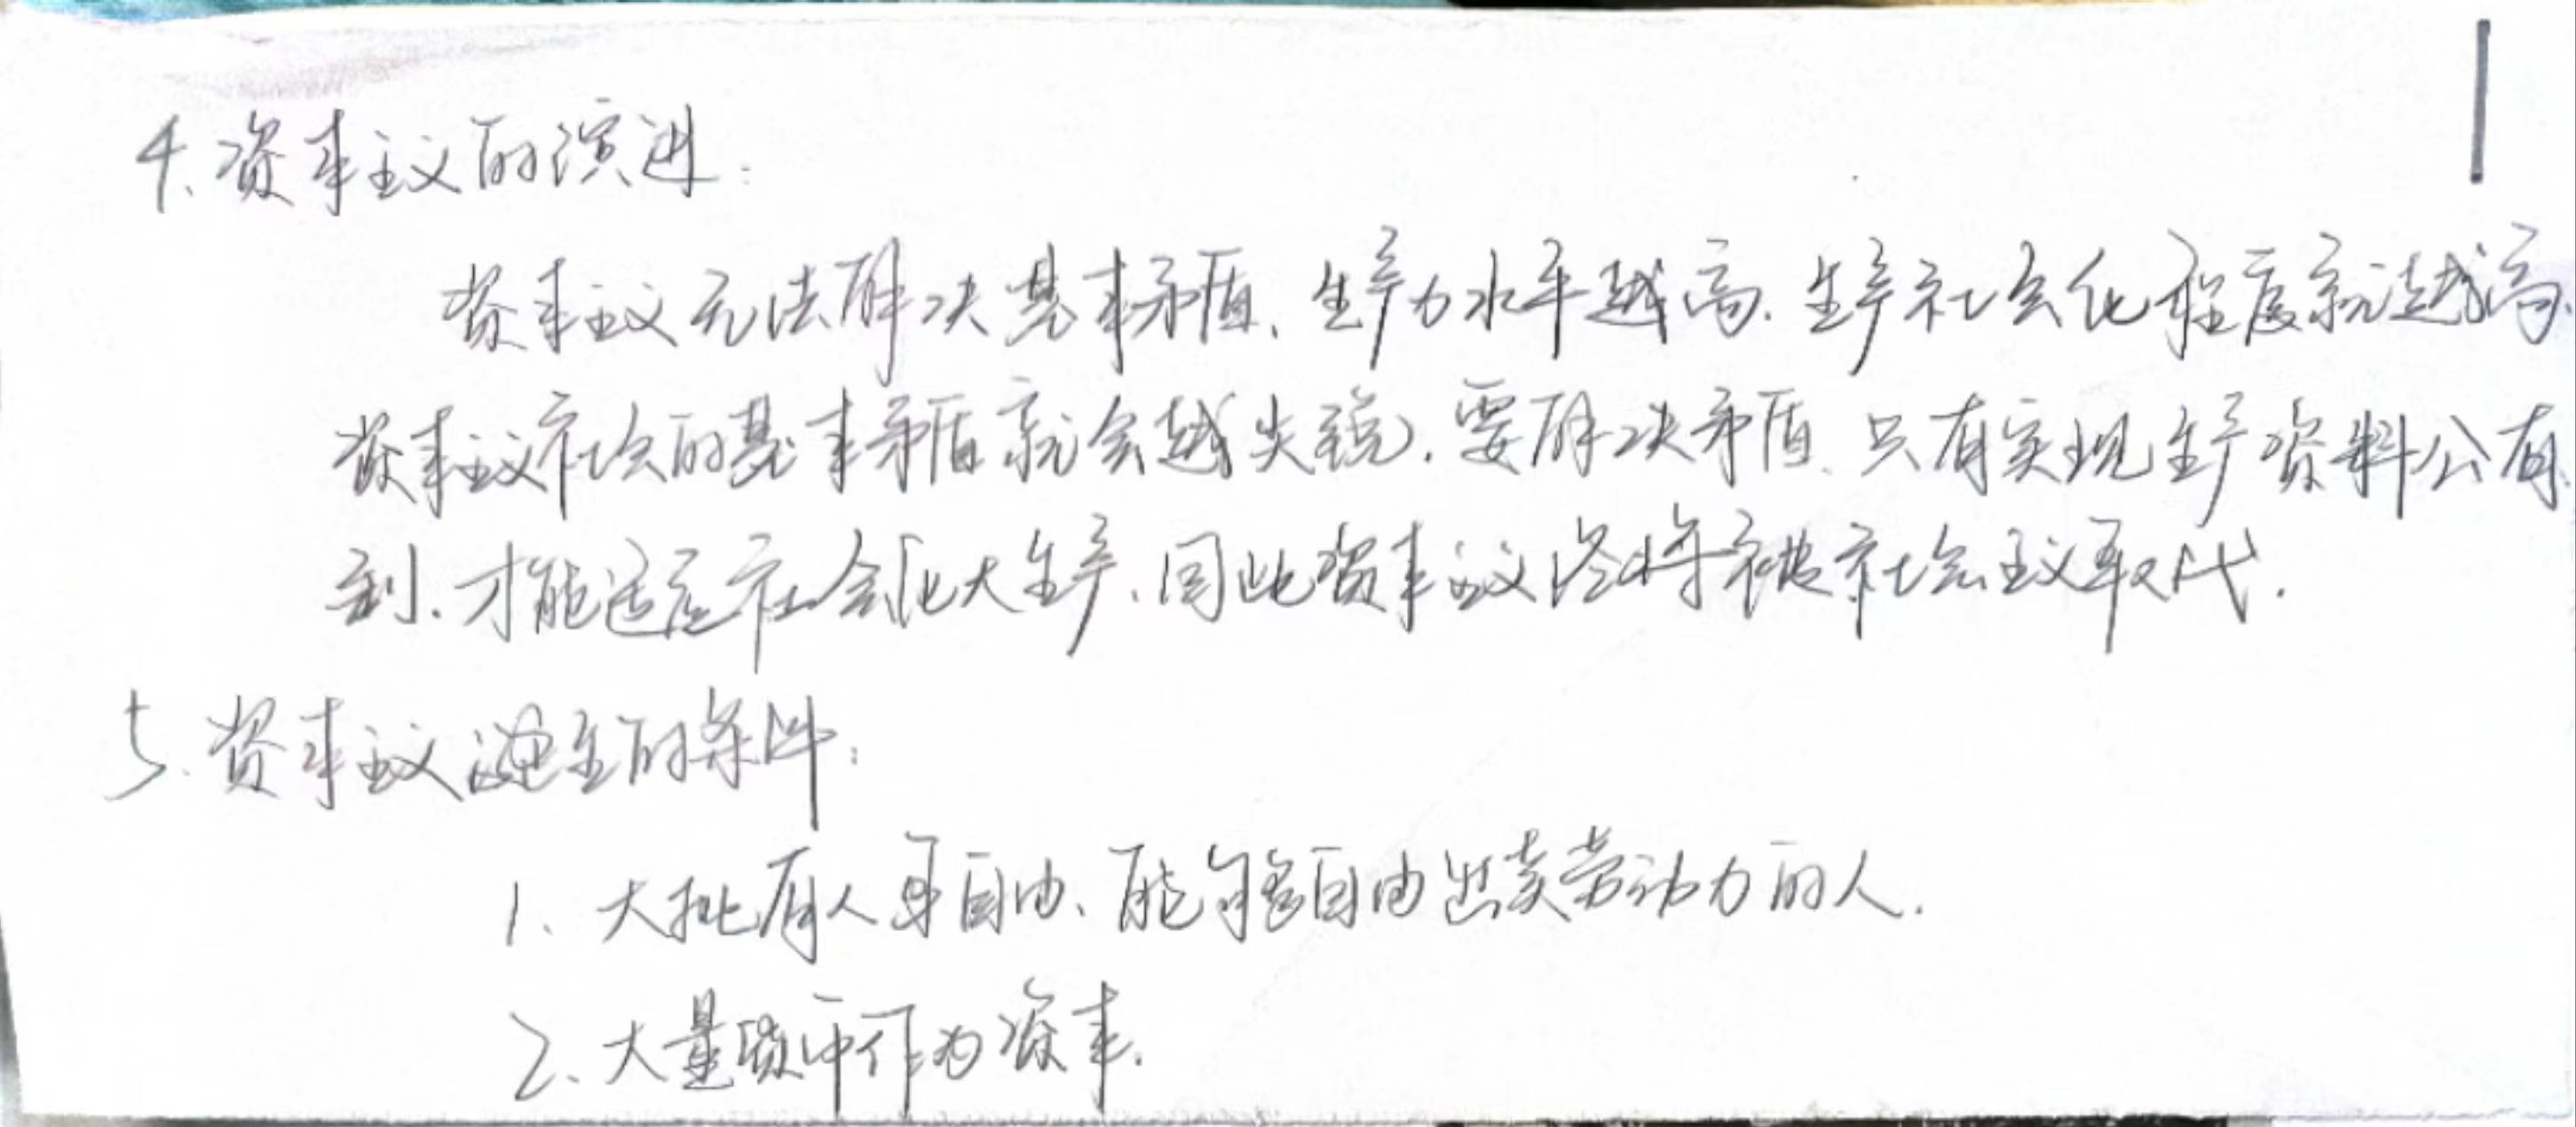 4、资本主义的演进：
资本主义无法解决基本矛盾、生产力水平越高、生产社会化程度就越高、
资本主义社会的基本矛盾就会越尖锐、要解决矛盾、只有实现生产资料公有
制、才能适应社会化大生产、因此资本主义终将被社会主义取代.
5、资本主义诞生的条件：
1、大批有人身自由、能够自由出卖劳动力的人.
2、大量货币作为资本.